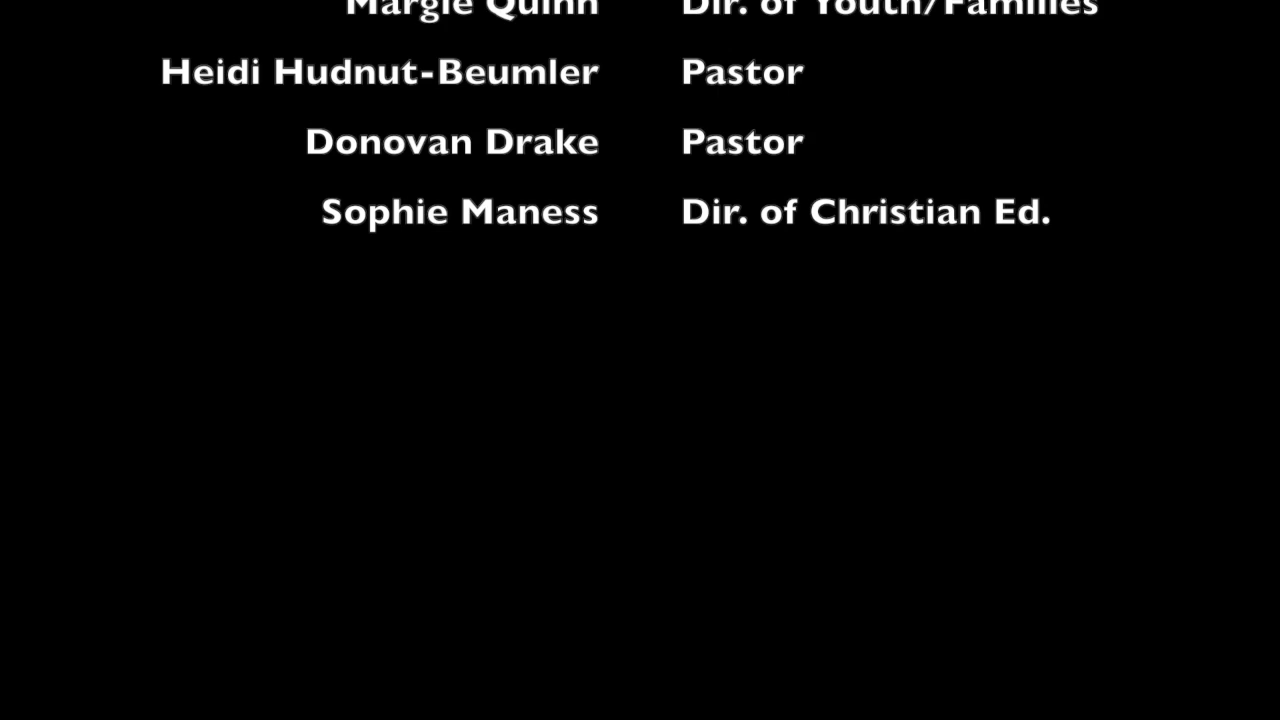 Margie Quinn Dir. of Youth/Families
Heidi Hudnut-Beumler Pastor
Donovan Drake Pastor
Sophie Maness Dir. of Christian Ed.